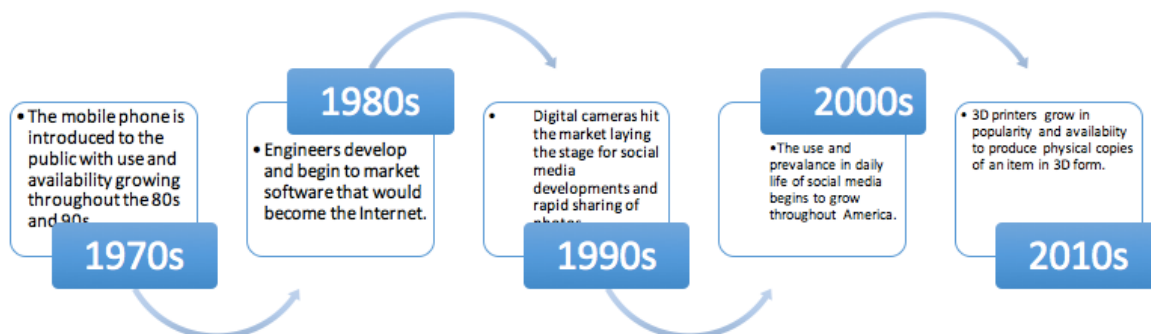 1970s
• The mobile phone is
introduced to the
public with use and
availability growing
throughout the 80s
and 90s
1980s
• Engineers develop
and begin to market
software that would
become the Internet.
1990s
• Digital cameras hit
the market laying
the stage for social
media
developments and
rapid sharing of
photos
2000s
•The use and
prevalance in daily
life of social media
begins to grow
throughout America.
2010s
• 3D printers grow in
popularity and availabiity
to produce physical copies
of an item in 3D form.